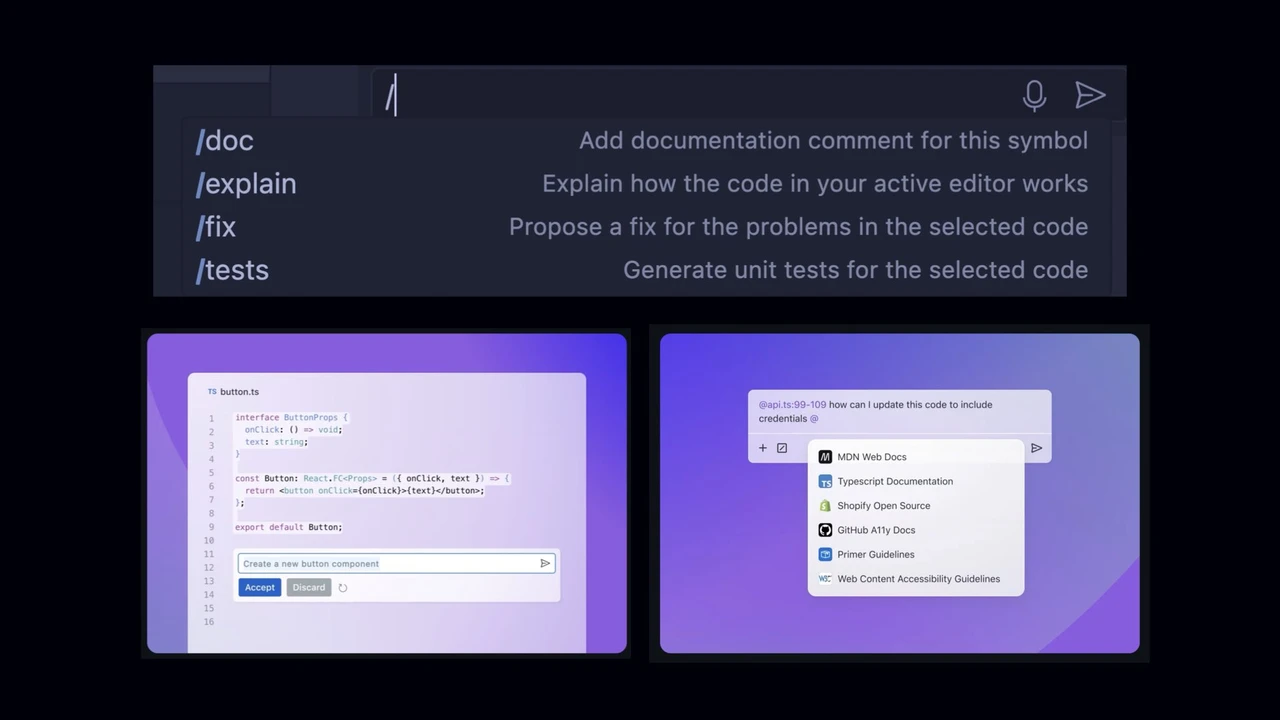 /
/doc Add documentation comment for this symbol
/explain Explain how the code in your active editor works
/fix Propose a fix for the problems in the selected code
/tests Generate unit tests for the selected code
TS button.ts
1 interface ButtonProps {
2 onClick: () => void;
3 text: string;
4 }
5
6 const Button: React.FC<Props> = ({ onClick, text }) => {
7 return <button onClick={onClick}>{text}</button>;
8 };
9
10 export default Button;
11
12 Create a new button component
13
14 Accept Discard
15
16
@api.ts:99-109 how can I update this code to include
credentials @
MDN Web Docs
TS Typescript Documentation
Shopify Open Source
GitHub A11y Docs
Primer Guidelines
W3C Web Content Accessibility Guidelines